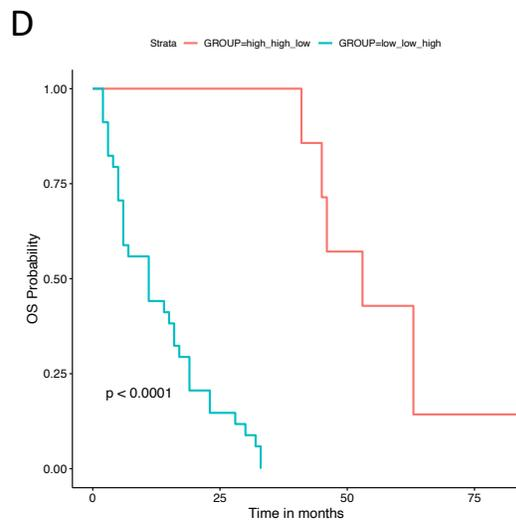 D
Strata GROUP=high_high_low GROUP=low_low_high
1.00
0.75
0.50
0.25
0.00
OS Probability
p < 0.0001
0 25 50 75
Time in months